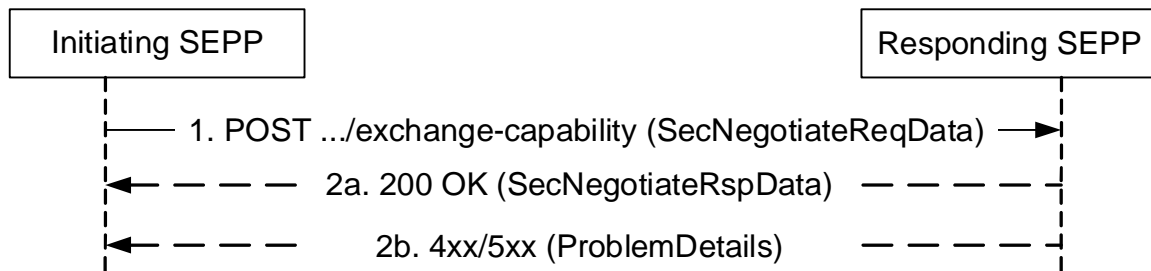 Initiating SEPP
Responding SEPP
1. POST .../exchange-capability (SecNegotiateReqData)
2a. 200 OK (SecNegotiateRspData)
2b. 4xx/5xx (ProblemDetails)